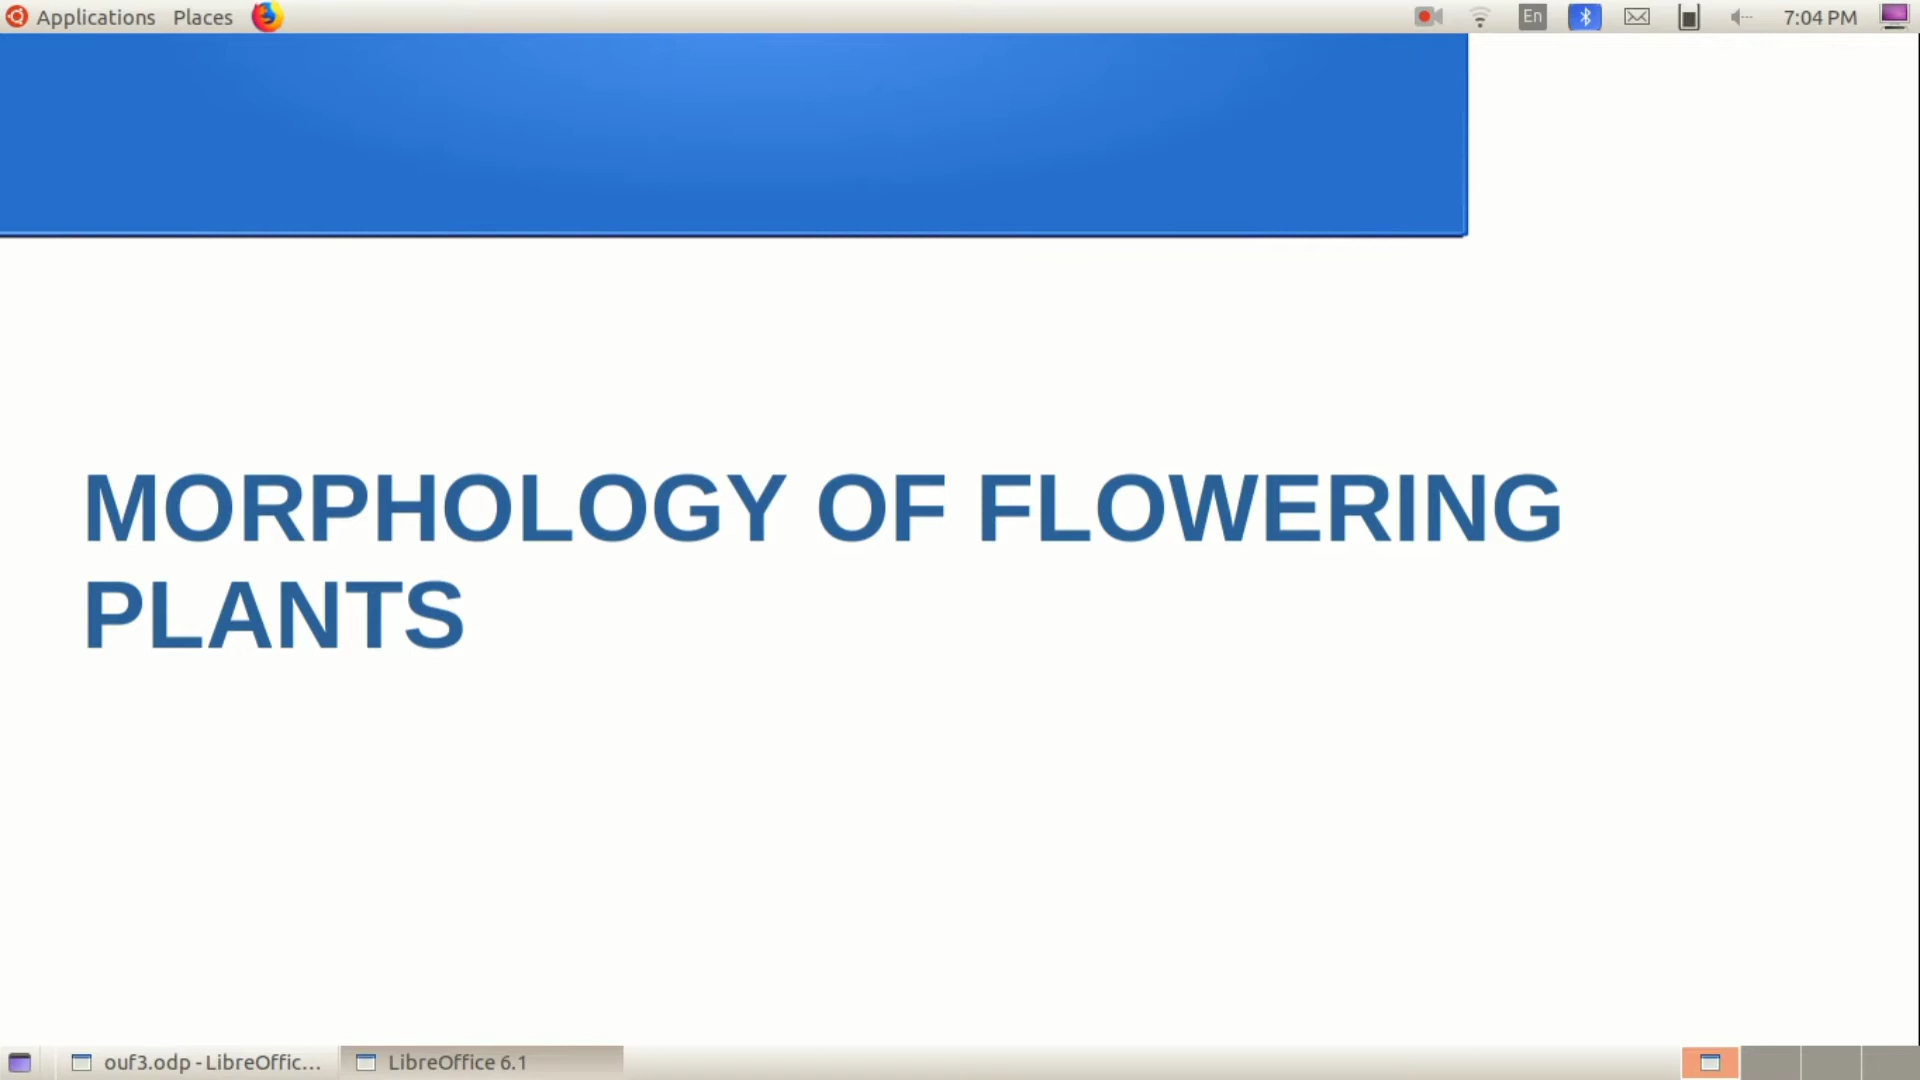 Applications Places En 7:04 PM
MORPHOLOGY OF FLOWERING
PLANTS
ouf3.odp - LibreOffic... LibreOffice 6.1